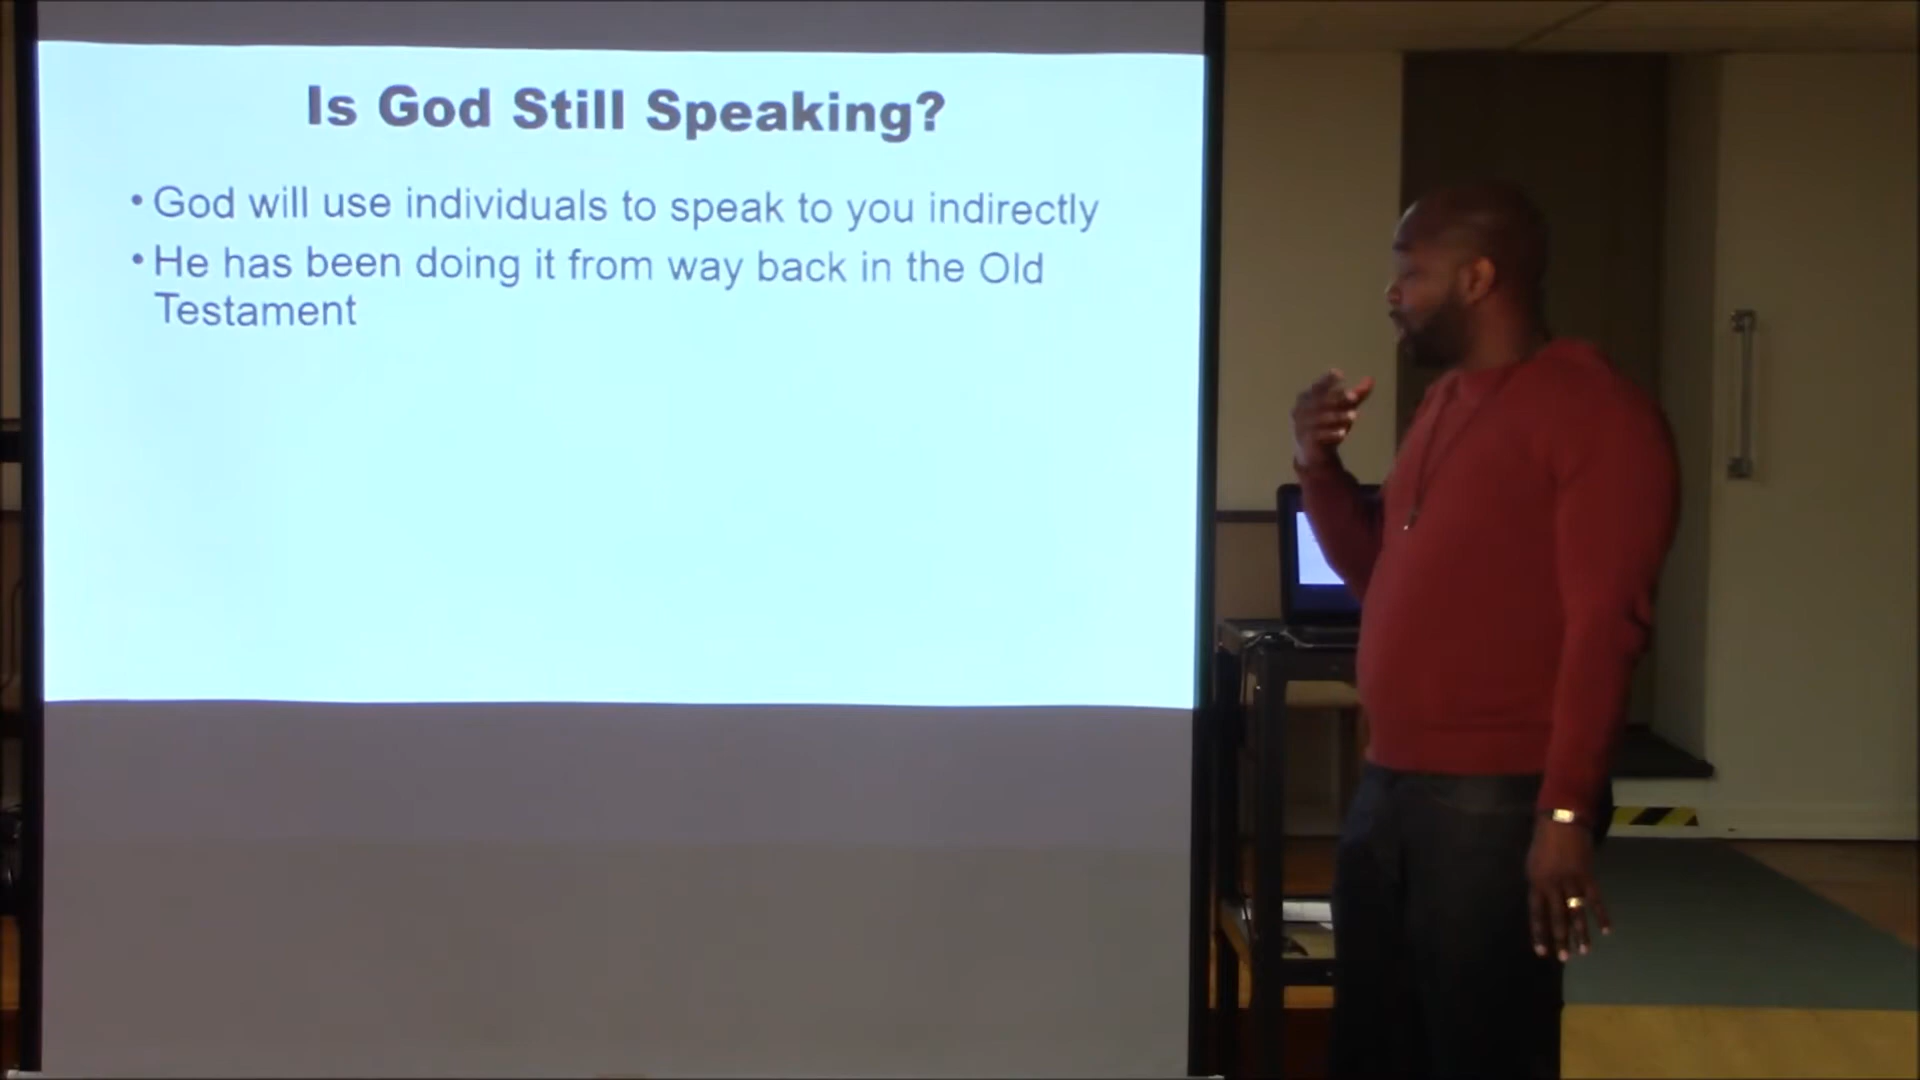 Is God Still Speaking?
• God will use individuals to speak to you indirectly
• He has been doing it from way back in the Old
Testament